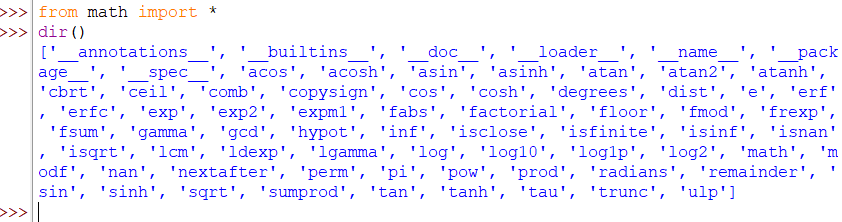 >>> from math import *
>>> dir()
['__annotations__', '__builtins__', '__doc__', '__loader__', '__name__', '__pack
age__', '__spec__', 'acos', 'acosh', 'asin', 'asinh', 'atan', 'atan2', 'atanh',
'cbrt', 'ceil', 'comb', 'copysign', 'cos', 'cosh', 'degrees', 'dist', 'e', 'erf'
, 'erfc', 'exp', 'exp2', 'expm1', 'fabs', 'factorial', 'floor', 'fmod', 'frexp',
'fsum', 'gamma', 'gcd', 'hypot', 'inf', 'isclose', 'isfinite', 'isinf', 'isnan'
, 'isqrt', 'lcm', 'ldexp', 'lgamma', 'log', 'log10', 'log1p', 'log2', 'math', 'm
odf', 'nan', 'nextafter', 'perm', 'pi', 'pow', 'prod', 'radians', 'remainder', '
sin', 'sinh', 'sqrt', 'sumprod', 'tan', 'tanh', 'tau', 'trunc', 'ulp']
>>>